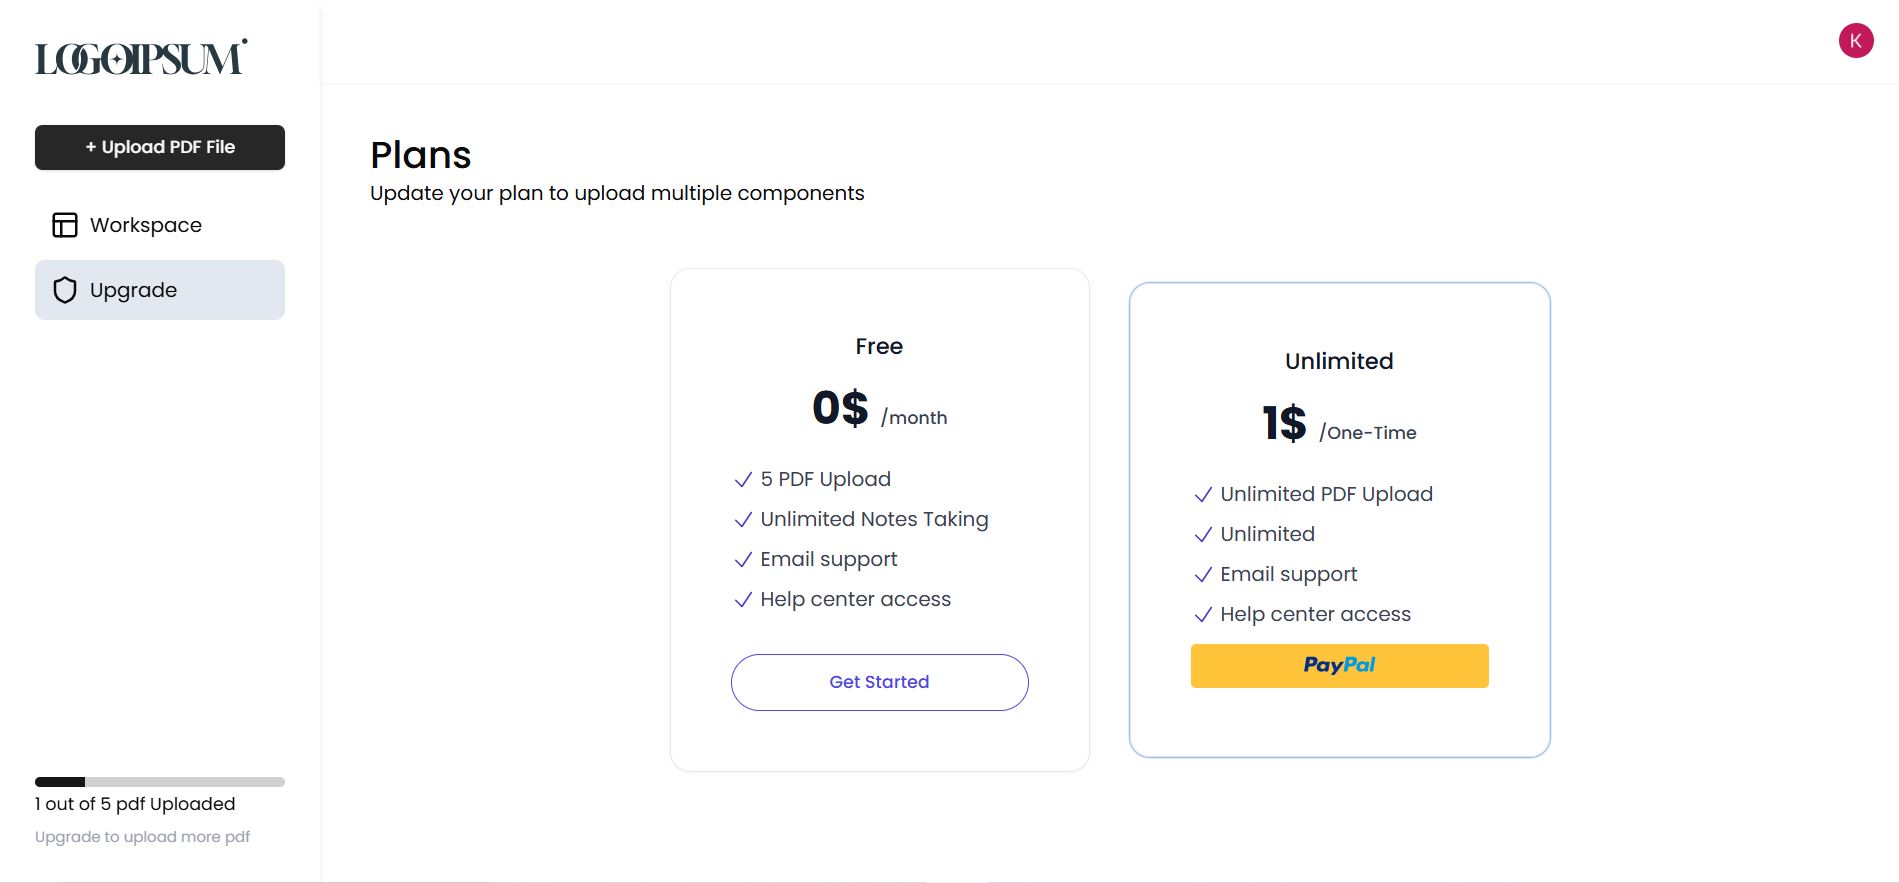 LOGOIPSUM
K
+ Upload PDF File
Workspace
Upgrade
Plans
Update your plan to upload multiple components
Free
0$ /month
5 PDF Upload
Unlimited Notes Taking
Email support
Help center access
Get Started
Unlimited
1$ /One-Time
Unlimited PDF Upload
Unlimited
Email support
Help center access
PayPal
1 out of 5 pdf Uploaded
Upgrade to upload more pdf